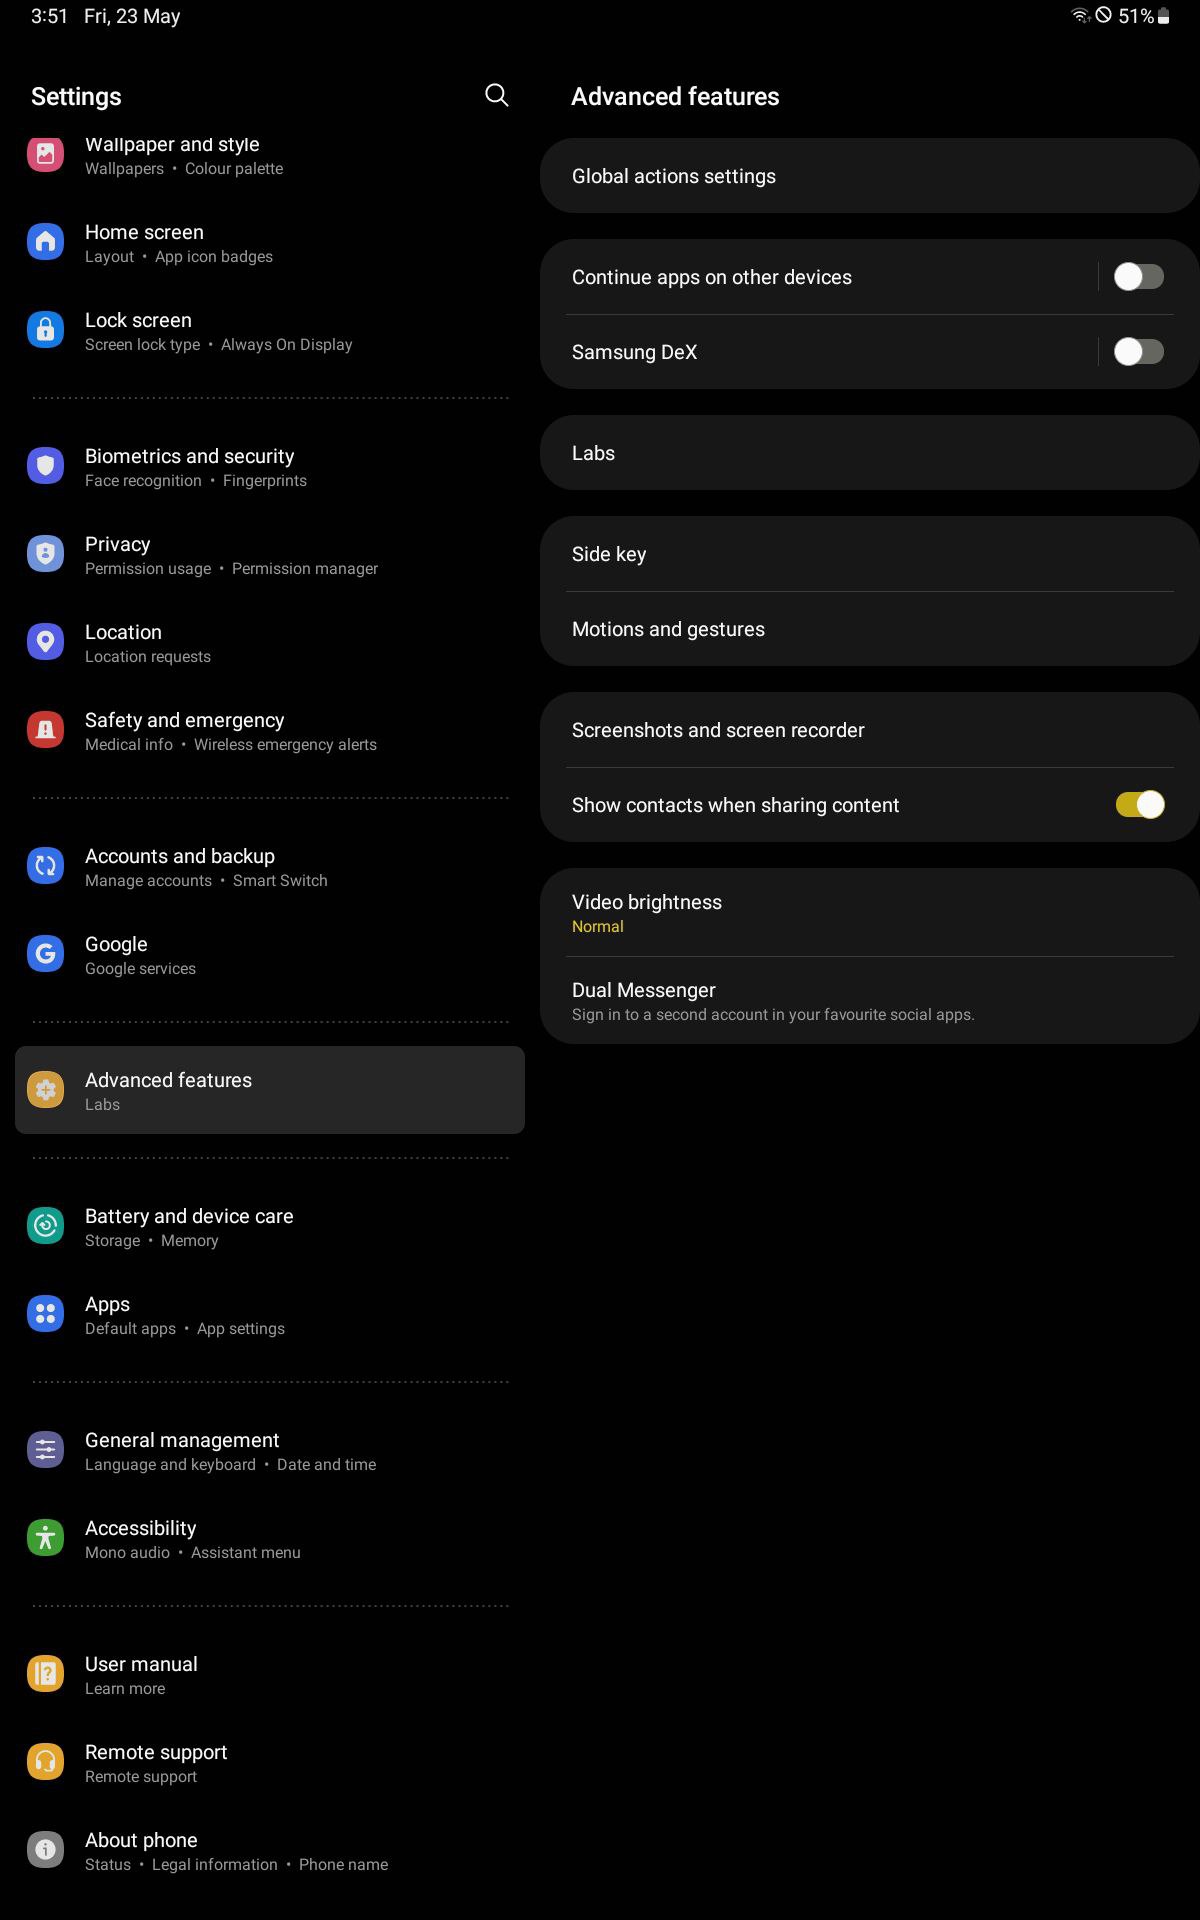 3:51 Fri, 23 May
51%
Settings
Wallpaper and style
Wallpapers • Colour palette
Home screen
Layout • App icon badges
Lock screen
Screen lock type • Always On Display
Biometrics and security
Face recognition • Fingerprints
Privacy
Permission usage • Permission manager
Location
Location requests
Safety and emergency
Medical info • Wireless emergency alerts
Accounts and backup
Manage accounts • Smart Switch
Google
Google services
Advanced features
Labs
Battery and device care
Storage • Memory
Apps
Default apps • App settings
General management
Language and keyboard • Date and time
Accessibility
Mono audio • Assistant menu
User manual
Learn more
Remote support
Remote support
About phone
Status • Legal information • Phone name
Advanced features
Global actions settings
Continue apps on other devices
Samsung DeX
Labs
Side key
Motions and gestures
Screenshots and screen recorder
Show contacts when sharing content
Video brightness
Normal
Dual Messenger
Sign in to a second account in your favourite social apps.